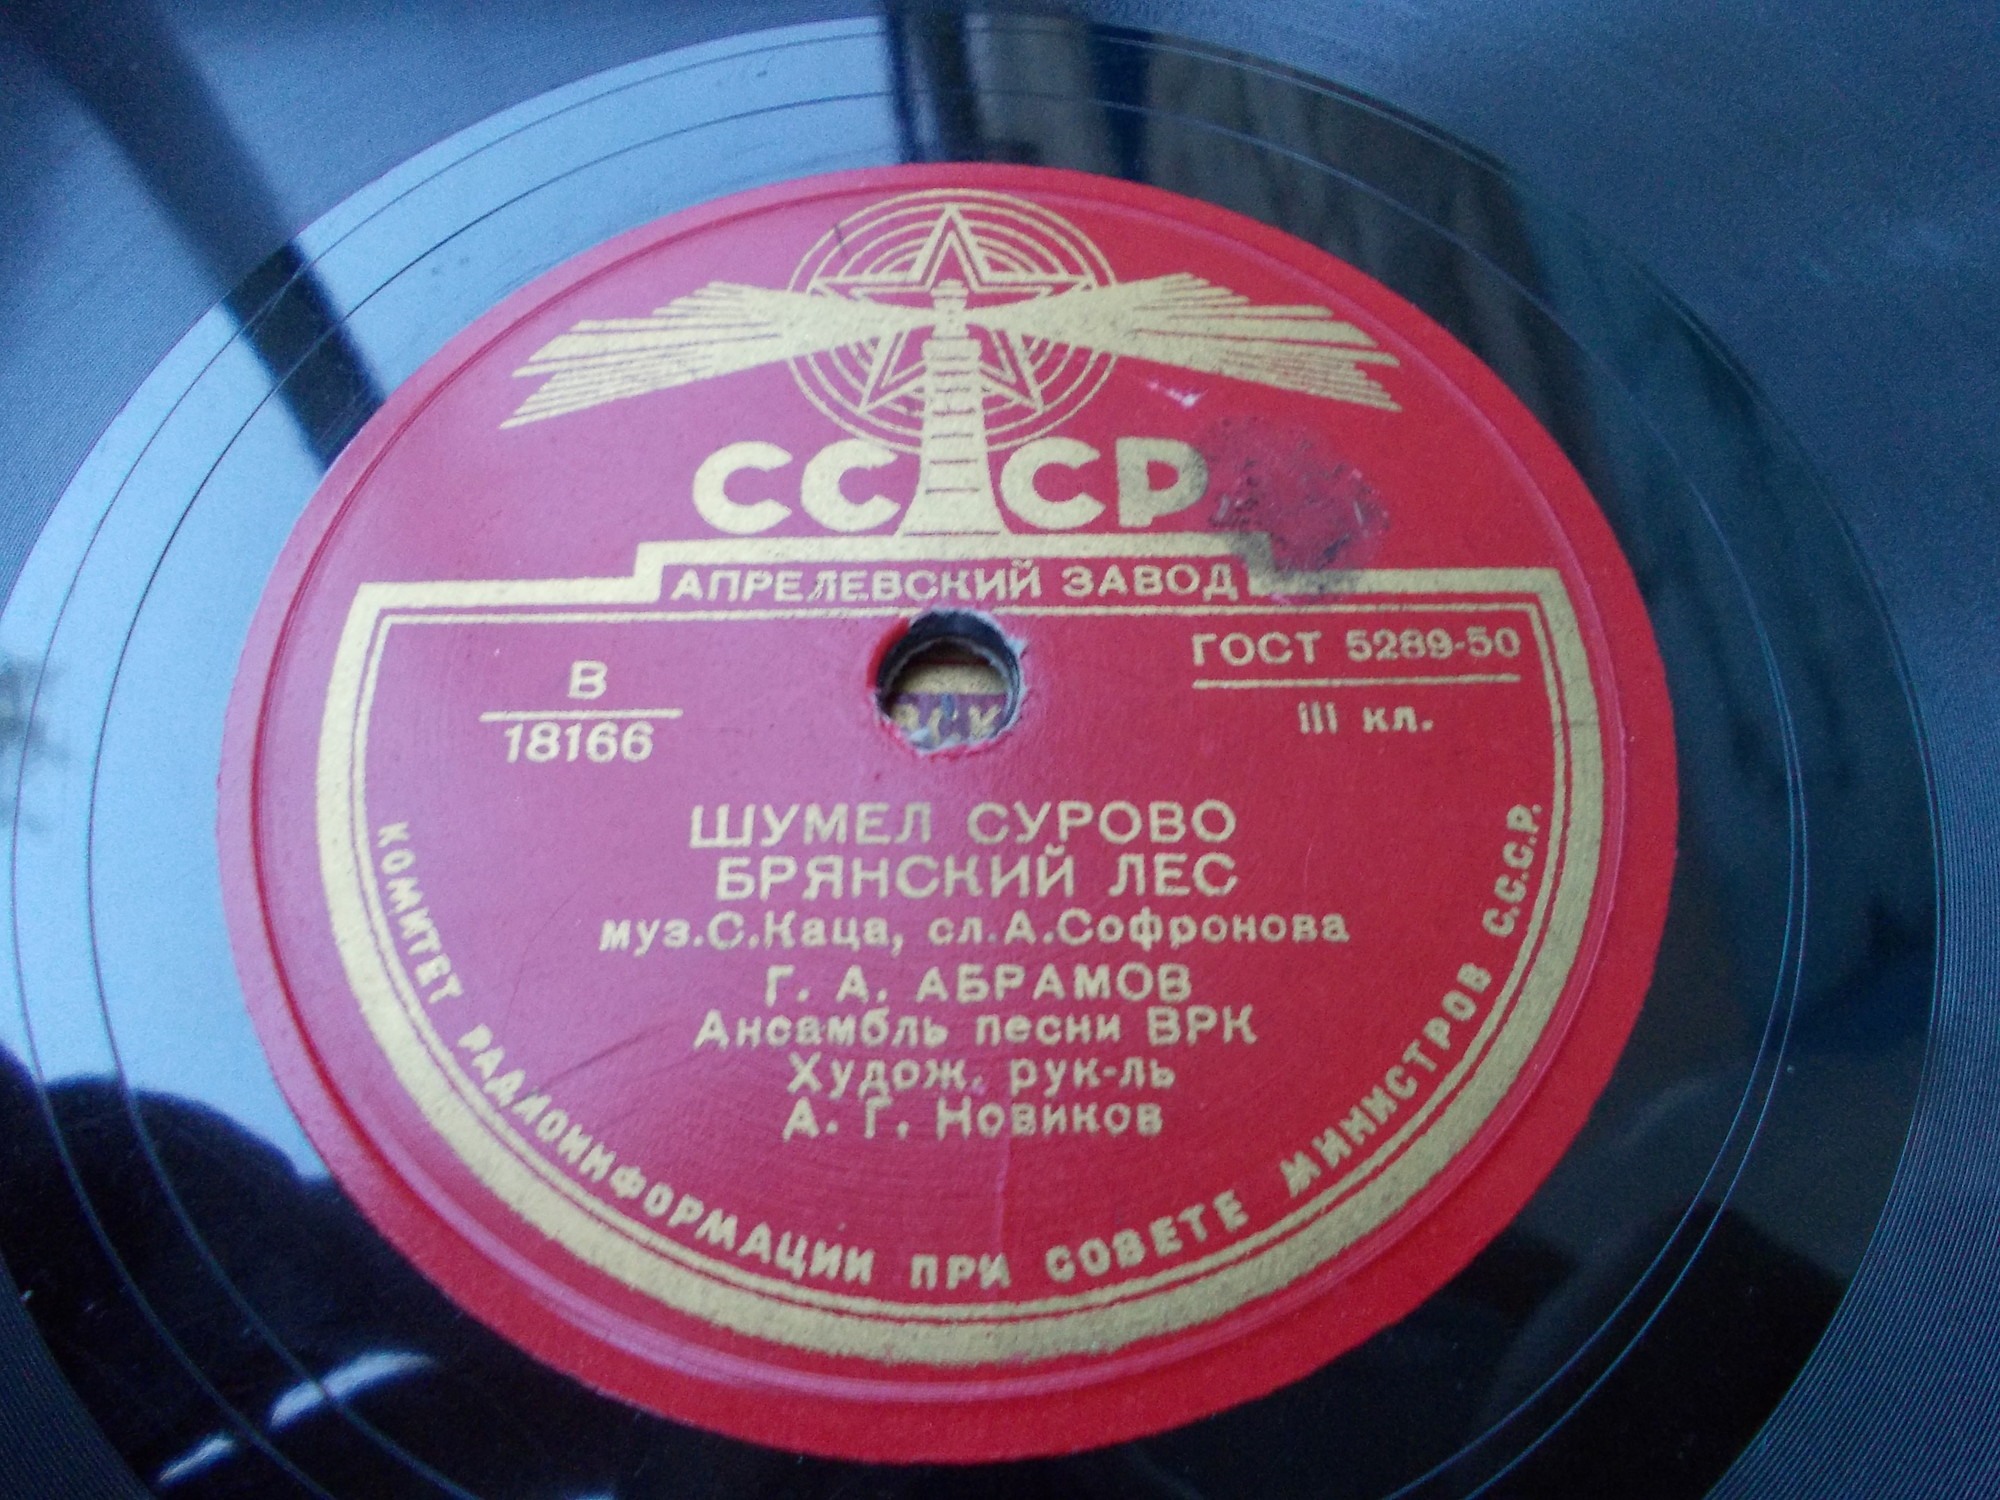 СССР
АПРЕЛЕВСКИЙ ЗАВОД
В
18166
ГОСТ 5289-50
III кл.
ШУМЕЛ СУРОВО
БРЯНСКИЙ ЛЕС
муз.С.Каца, сл.А.Софронова
Г. А. АБРАМОВ
Ансамбль песни ВРК
Худож. рук-ль
А. Г. Новиков
КОМИТЕТ РАДИОИНФОРМАЦИИ ПРИ СОВЕТЕ МИНИСТРОВ С.С.С.Р.